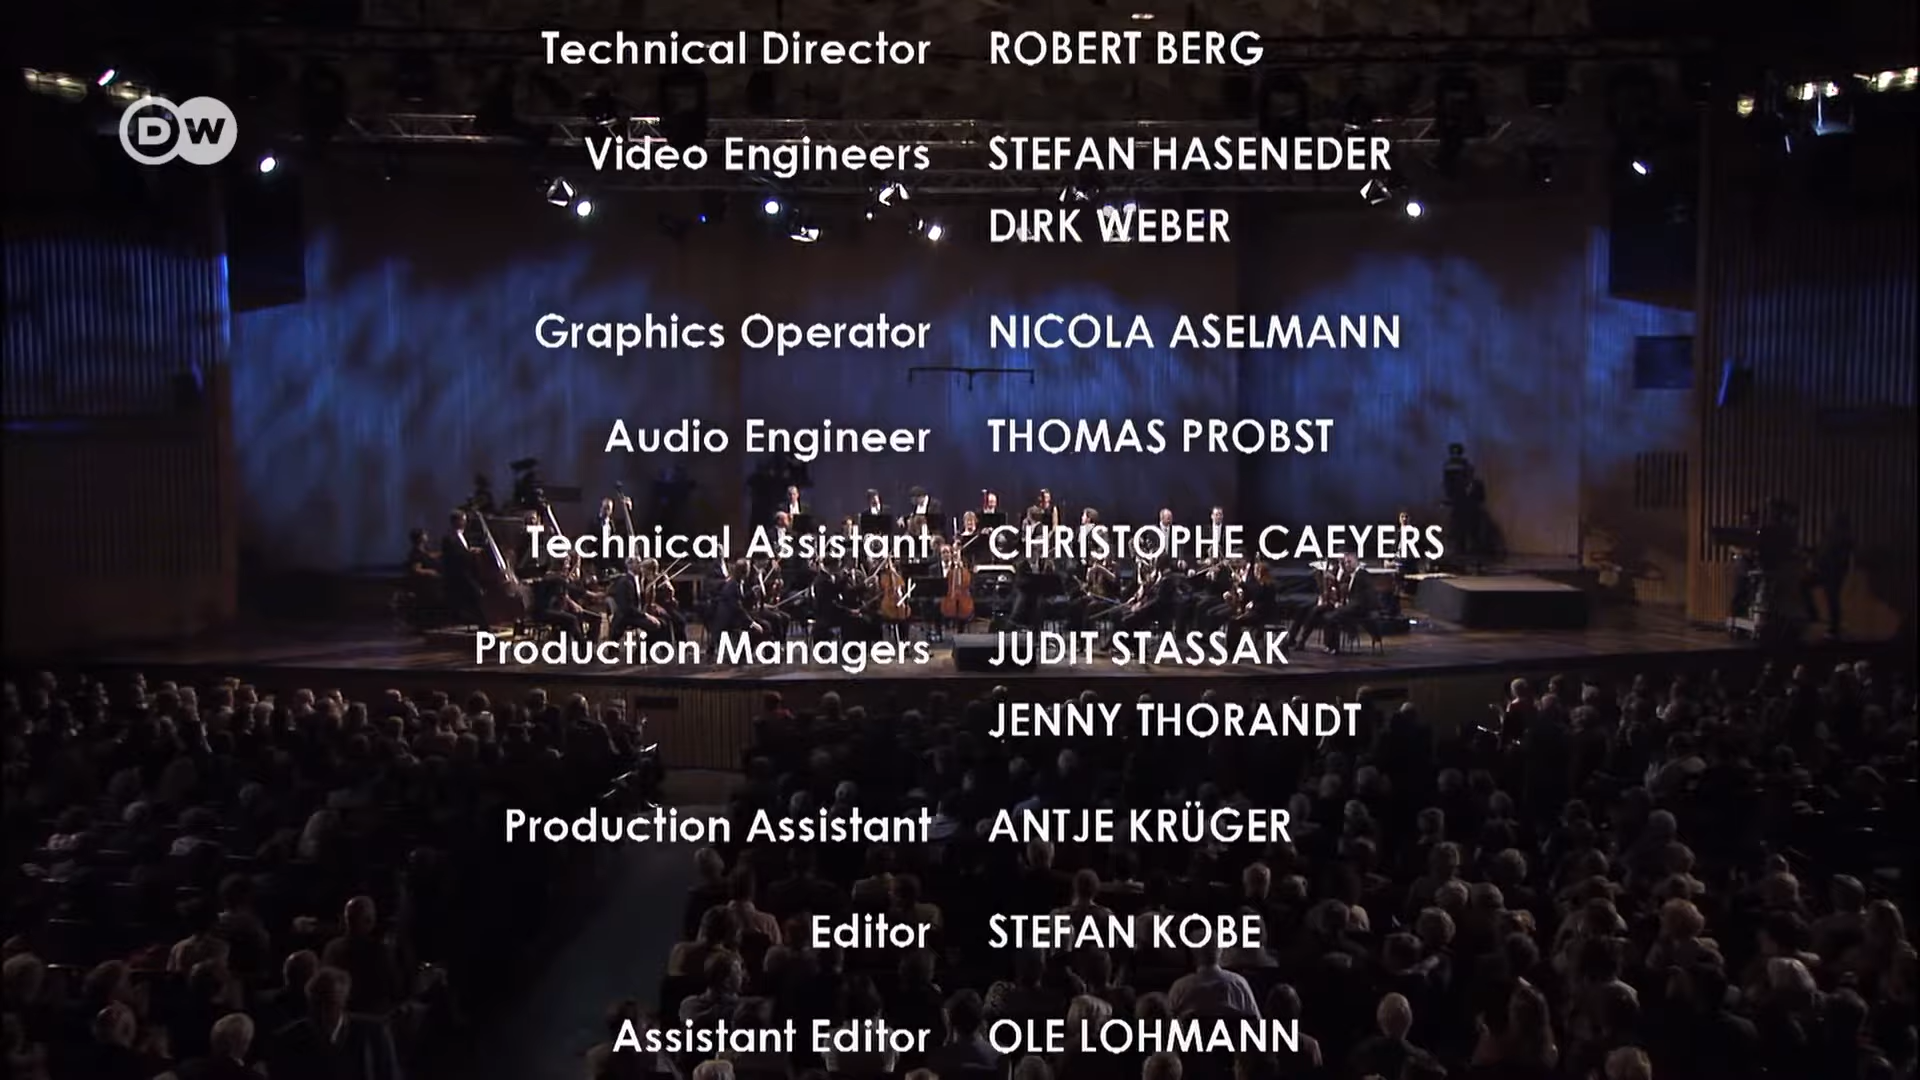 Technical Director ROBERT BERG
DW
Video Engineers STEFAN HASENEDER
DIRK WEBER
Graphics Operator NICOLA ASELMANN
Audio Engineer THOMAS PROBST
Technical Assistant CHRISTOPHE CAEYERS
Production Managers JUDIT STASSAK
JENNY THORANDT
Production Assistant ANTJE KRÜGER
Editor STEFAN KOBE
Assistant Editor OLE LOHMANN